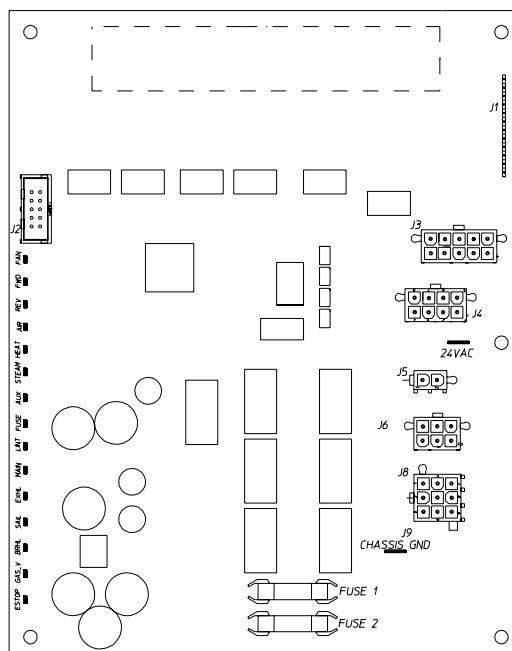 J1
J2
J3
FAN
FWD
REV
J4
AIR
HEAT
24VAC
STEAM
J5
AUX
FUSE
J6
LINT
MAIN
J8
EXHL
SAIL
J9
CHASSIS GND
BRHL
GAS_V
ESTOP
FUSE 1
FUSE 2